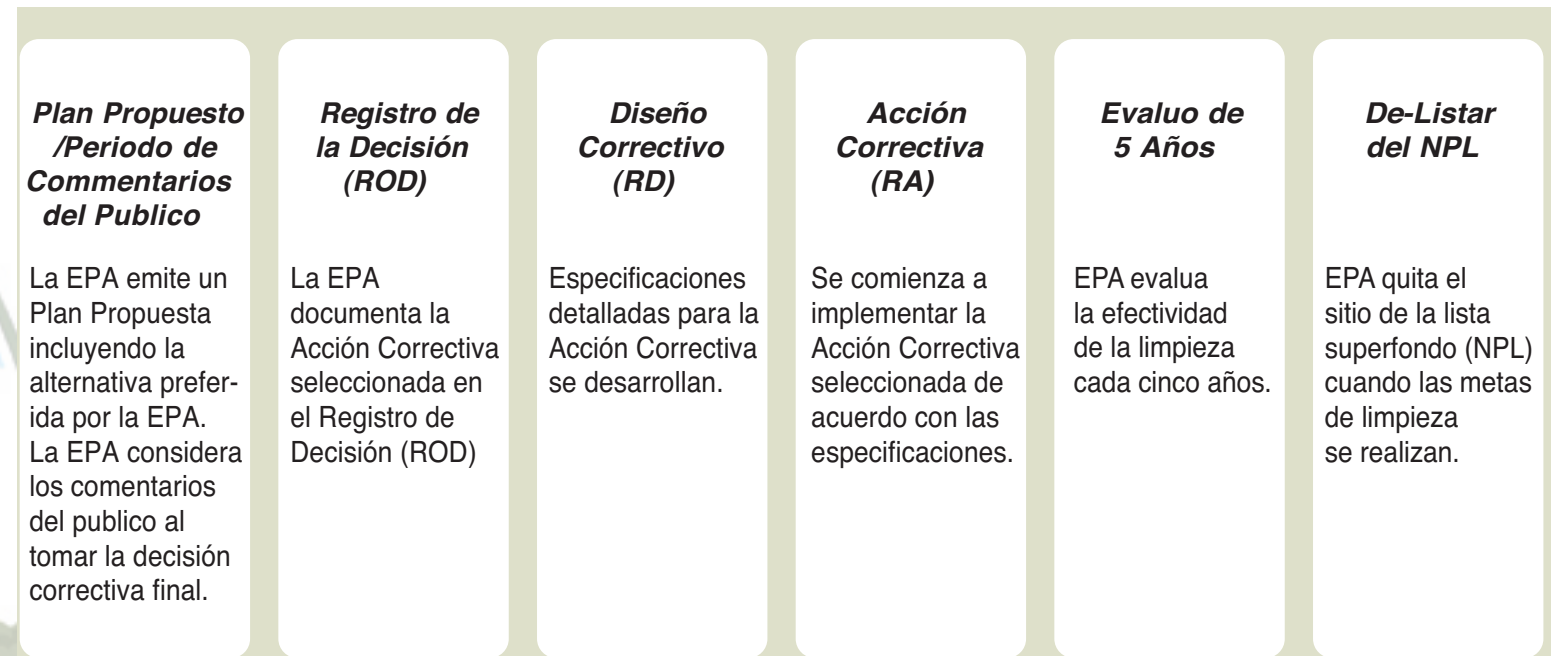 Plan Propuesto
/Periodo de
Commentarios
del Publico
La EPA emite un
Plan Propuesta
incluyendo la
alternativa prefer-
ida por la EPA.
La EPA considera
los comentarios
del publico al
tomar la decisión
correctiva final.
Registro de
la Decisión
(ROD)
La EPA
documenta la
Acción Correctiva
seleccionada en
el Registro de
Decisión (ROD)
Diseño
Correctivo
(RD)
Especificaciones
detalladas para la
Acción Correctiva
se desarrollan.
Acción
Correctiva
(RA)
Se comienza a
implementar la
Acción Correctiva
seleccionada de
acuerdo con las
especificaciones.
Evaluo de
5 Años
EPA evalua
la efectividad
de la limpieza
cada cinco años.
De-Listar
del NPL
EPA quita el
sitio de la lista
superfondo (NPL)
cuando las metas
de limpieza
se realizan.